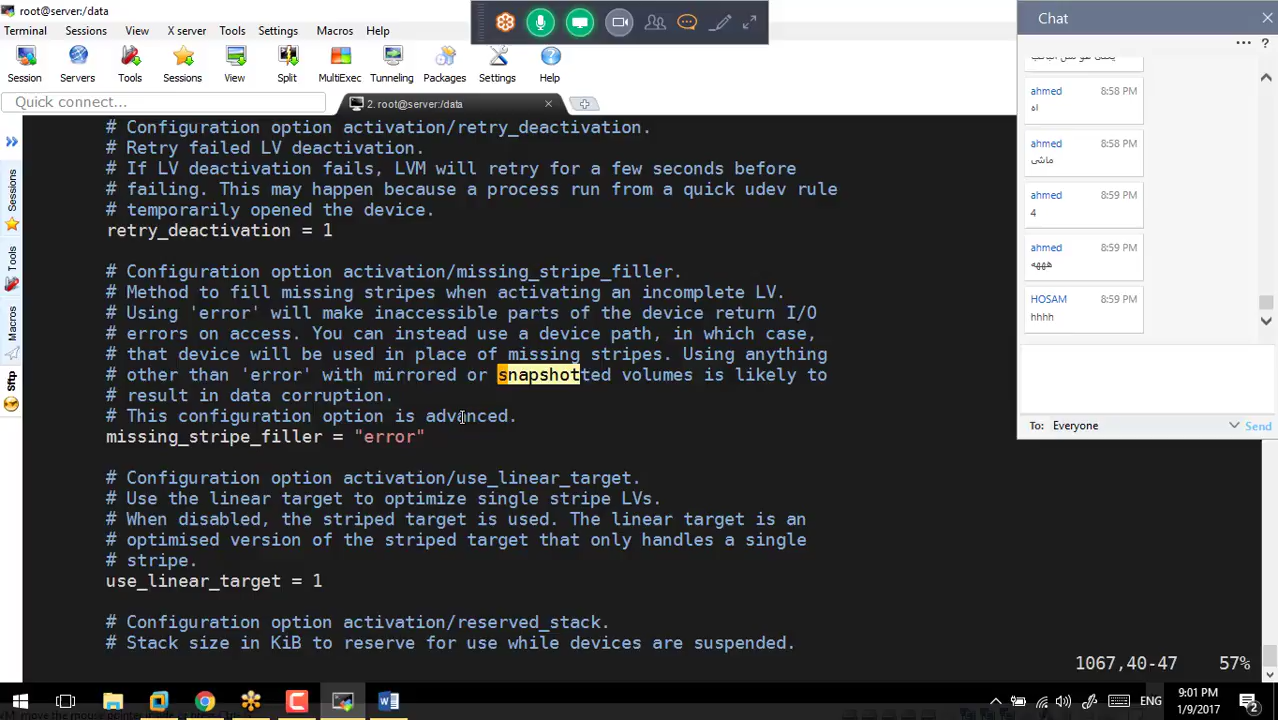 root@server:/data
Terminal Sessions View X server Tools Settings Macros Help
Session Servers Tools Sessions View Split MultiExec Tunneling Packages Settings Help
Quick connect...
2. root@server:/data
Sessions
Tools
Macros
Sftp
# Configuration option activation/retry_deactivation.
# Retry failed LV deactivation.
# If LV deactivation fails, LVM will retry for a few seconds before
# failing. This may happen because a process run from a quick udev rule
# temporarily opened the device.
retry_deactivation = 1
# Configuration option activation/missing_stripe_filler.
# Method to fill missing stripes when activating an incomplete LV.
# Using 'error' will make inaccessible parts of the device return I/O
# errors on access. You can instead use a device path, in which case,
# that device will be used in place of missing stripes. Using anything
# other than 'error' with mirrored or snapshotted volumes is likely to
# result in data corruption.
# This configuration option is advanced.
missing_stripe_filler = "error"
# Configuration option activation/use_linear_target.
# Use the linear target to optimize single stripe LVs.
# When disabled, the striped target is used. The linear target is an
# optimised version of the striped target that only handles a single
# stripe.
use_linear_target = 1
# Configuration option activation/reserved_stack.
# Stack size in KiB to reserve for use while devices are suspended.
1067,40-47 57%
Chat
... ?
ahmed 8:58 PM
اه
ahmed 8:58 PM
ماشى
ahmed 8:59 PM
4
ahmed 8:59 PM
هههه
HOSAM 8:59 PM
hhhh
To: Everyone Send
ENG
9:01 PM
1/9/2017
2